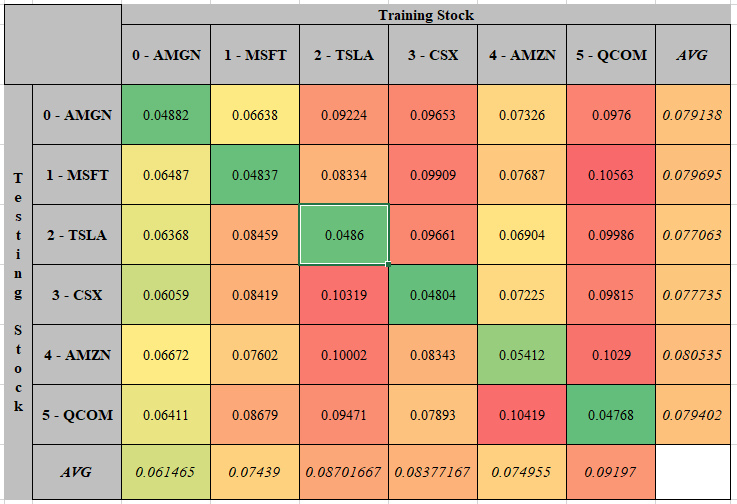 Training Stock
0 - AMGN 1 - MSFT 2 - TSLA 3 - CSX 4 - AMZN 5 - QCOM AVG
Testing Stock
0 - AMGN 0.04882 0.06638 0.09224 0.09653 0.07326 0.0976 0.079138
1 - MSFT 0.06487 0.04837 0.08334 0.09909 0.07687 0.10563 0.079695
2 - TSLA 0.06368 0.08459 0.0486 0.09661 0.06904 0.09986 0.077063
3 - CSX 0.06059 0.08419 0.10319 0.04804 0.07225 0.09815 0.077735
4 - AMZN 0.06672 0.07602 0.10002 0.08343 0.05412 0.1029 0.080535
5 - QCOM 0.06411 0.08679 0.09471 0.07893 0.10419 0.04768 0.079402
AVG 0.061465 0.07439 0.08701667 0.08377167 0.074955 0.09197